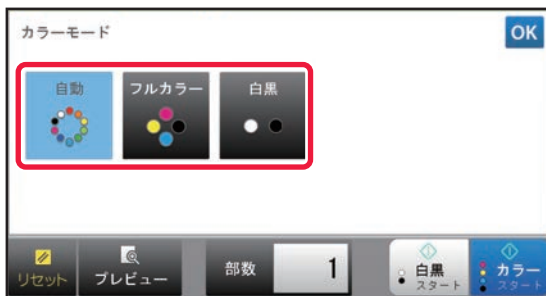 カラーモード
OK
自動
フルカラー
白黒
リセット
プレビュー
部数
1
白黒
スタート
カラー
スタート